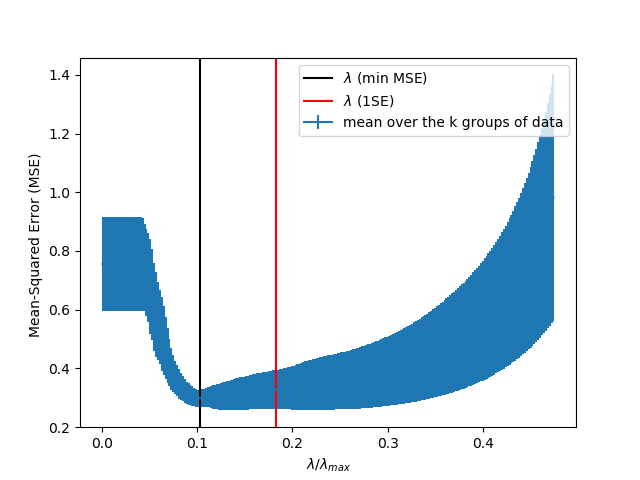 λ (min MSE)
λ (1SE)
mean over the k groups of data
Mean-Squared Error (MSE)
1.4
1.2
1.0
0.8
0.6
0.4
0.2
0.0 0.1 0.2 0.3 0.4
λ/λmax